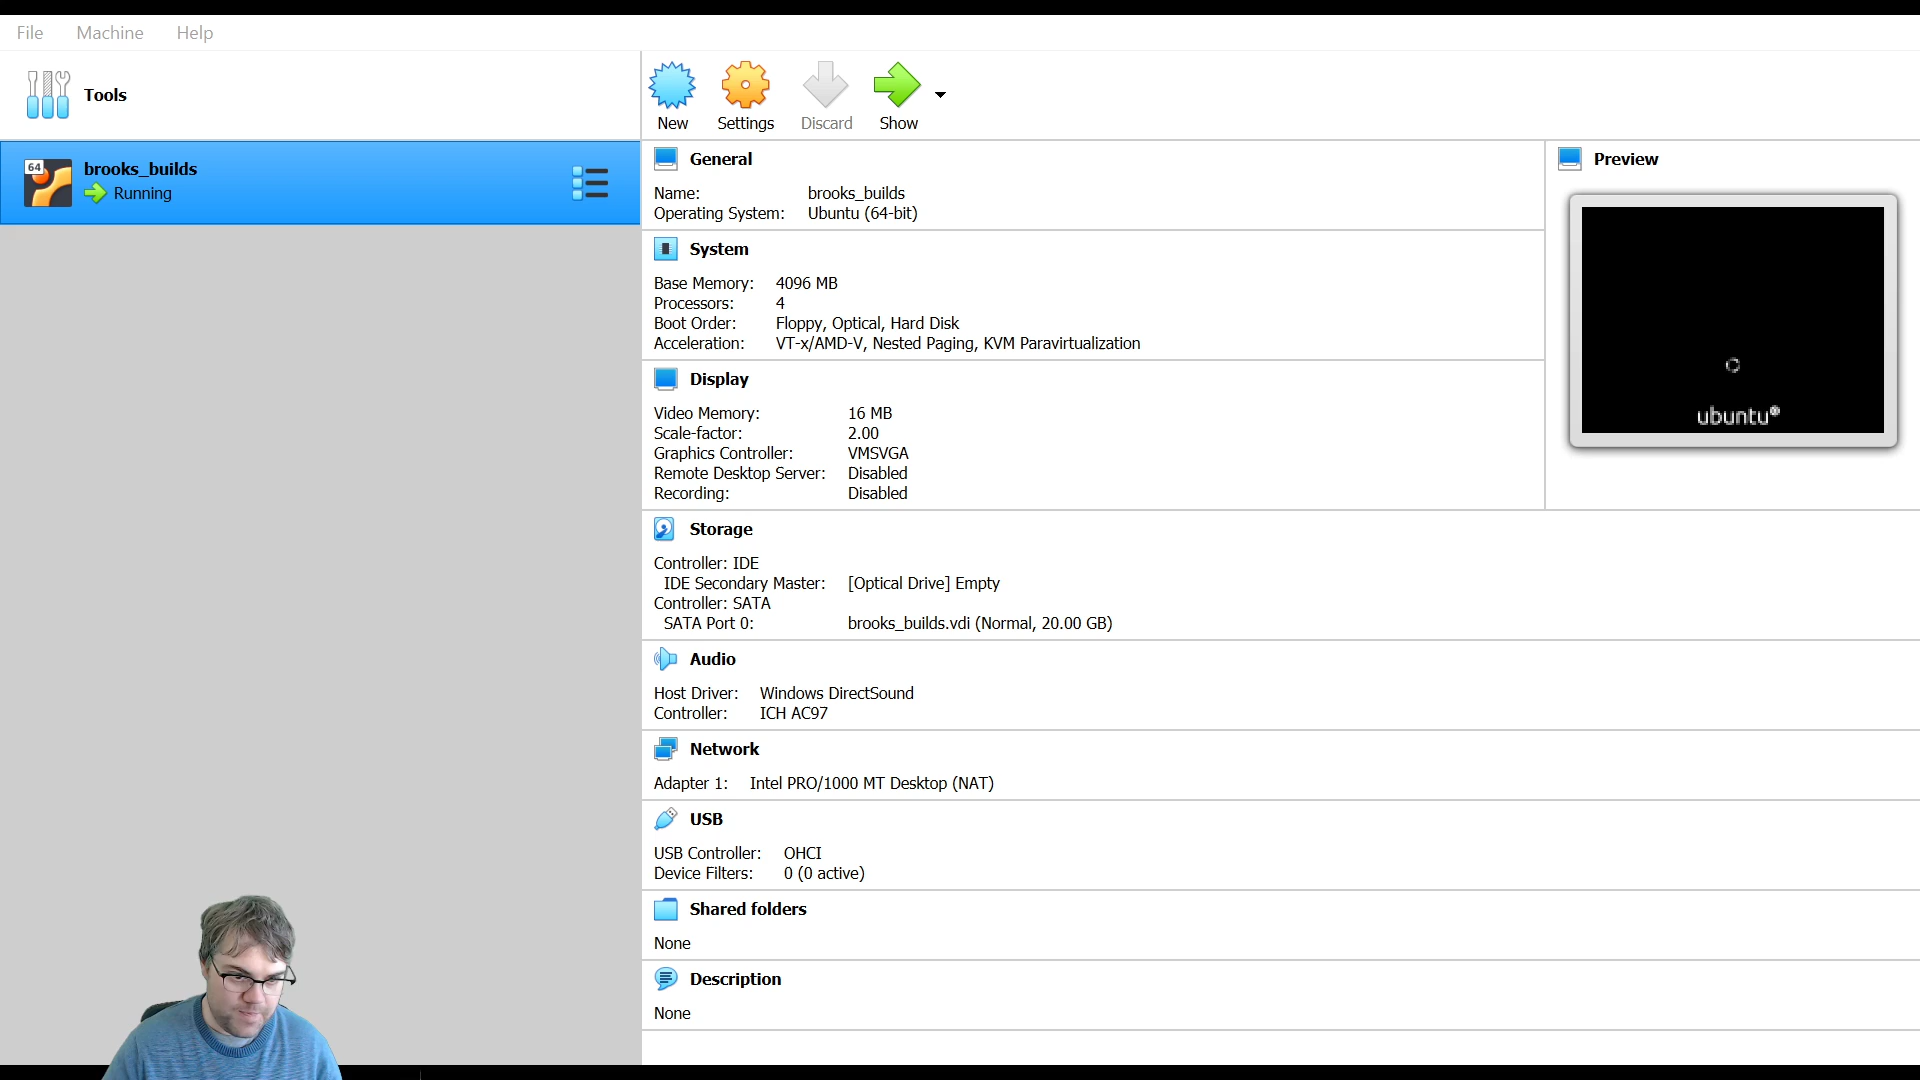 File Machine Help
Tools
New Settings Discard Show
64
brooks_builds
Running
General
Name: brooks_builds
Operating System: Ubuntu (64-bit)
Preview
ubuntu®
System
Base Memory: 4096 MB
Processors: 4
Boot Order: Floppy, Optical, Hard Disk
Acceleration: VT-x/AMD-V, Nested Paging, KVM Paravirtualization
Display
Video Memory: 16 MB
Scale-factor: 2.00
Graphics Controller: VMSVGA
Remote Desktop Server: Disabled
Recording: Disabled
Storage
Controller: IDE
IDE Secondary Master: [Optical Drive] Empty
Controller: SATA
SATA Port 0: brooks_builds.vdi (Normal, 20.00 GB)
Audio
Host Driver: Windows DirectSound
Controller: ICH AC97
Network
Adapter 1: Intel PRO/1000 MT Desktop (NAT)
USB
USB Controller: OHCI
Device Filters: 0 (0 active)
Shared folders
None
Description
None